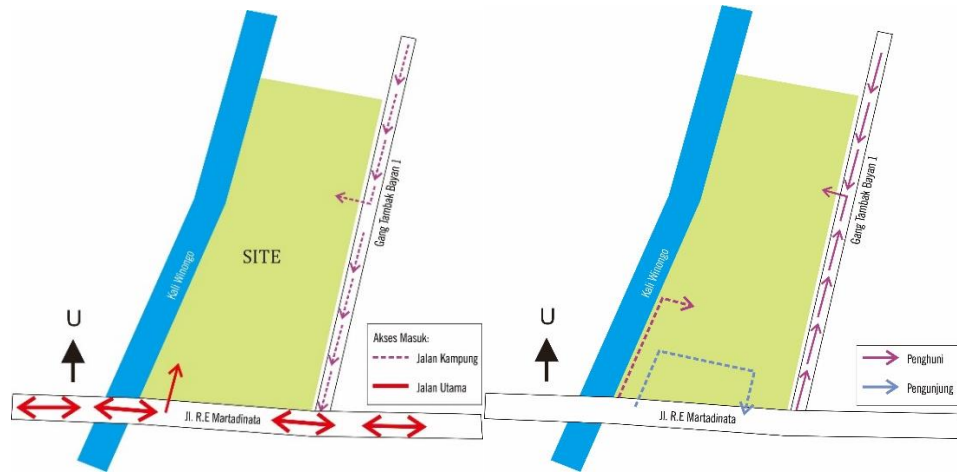 Gang Tambak Bayan 1
SITE
Kali Winongo
U
Akses Masuk:
Jalan Kampung
Jalan Utama
Jl. R.E Martadinata
Gang Tambak Bayan 1
Kali Winongo
U
Penghuni
Pengunjung
Jl. R.E Martadinata